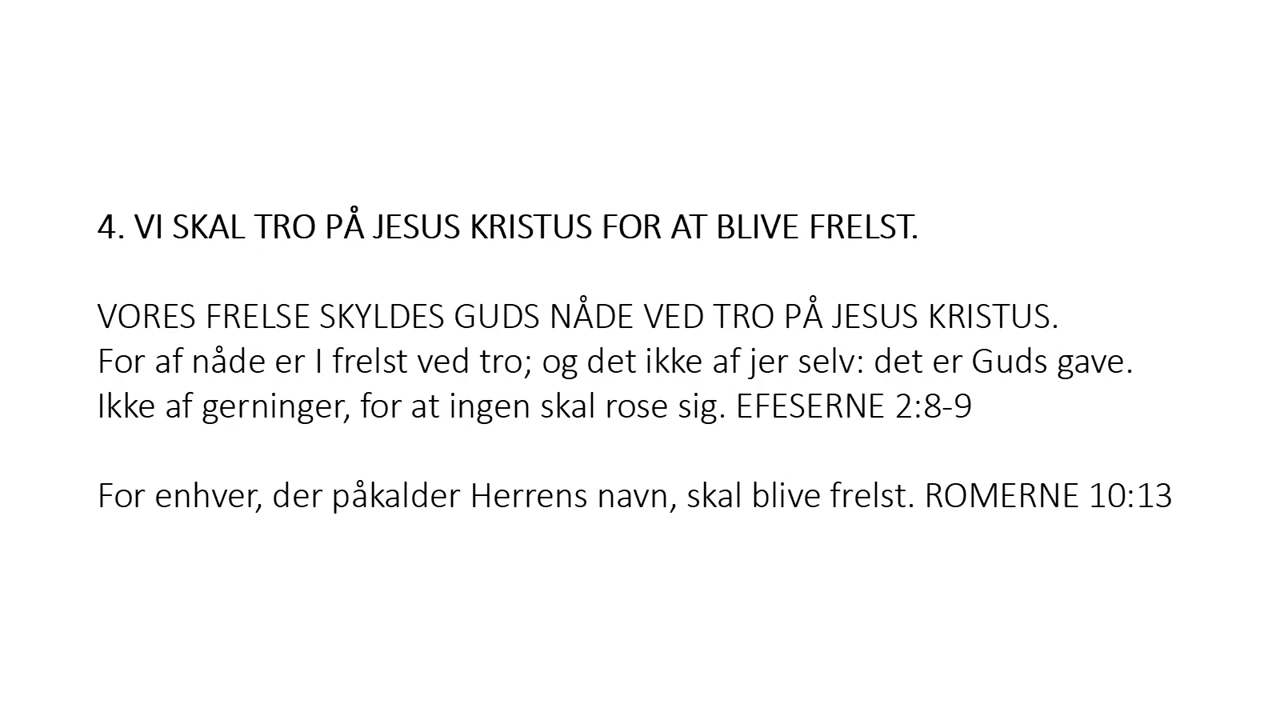 4. VI SKAL TRO PÅ JESUS KRISTUS FOR AT BLIVE FRELST.
VORES FRELSE SKYLDES GUDS NÅDE VED TRO PÅ JESUS KRISTUS.
For af nåde er I frelst ved tro; og det ikke af jer selv: det er Guds gave.
Ikke af gerninger, for at ingen skal rose sig. EFESERNE 2:8-9
For enhver, der påkalder Herrens navn, skal blive frelst. ROMERNE 10:13